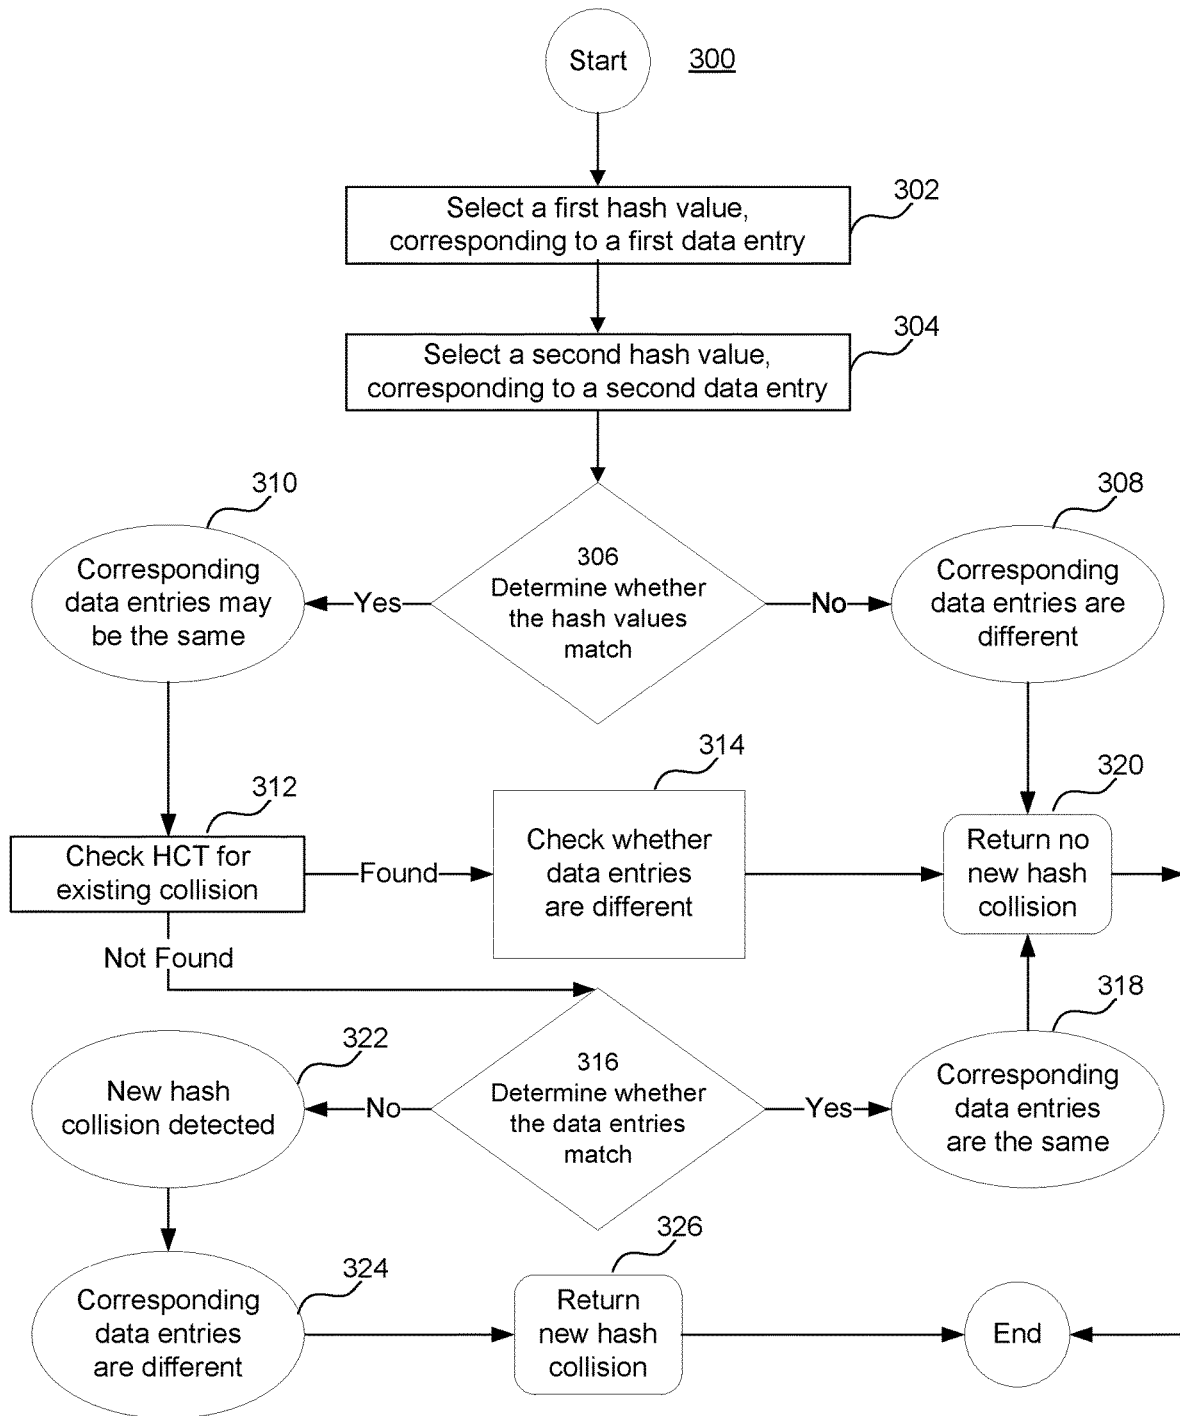 Start
300
302
Select a first hash value,
corresponding to a first data entry
304
Select a second hash value,
corresponding to a second data entry
310
308
Corresponding
data entries may
be the same
Yes
306
Determine whether
the hash values
match
No
Corresponding
data entries are
different
312
314
320
Check HCT for
existing collision
Found
Check whether
data entries
are different
Return no
new hash
collision
Not Found
318
322
New hash
collision detected
No
316
Determine whether
the data entries
match
Yes
Corresponding
data entries
are the same
324
326
Corresponding
data entries
are different
Return
new hash
collision
End